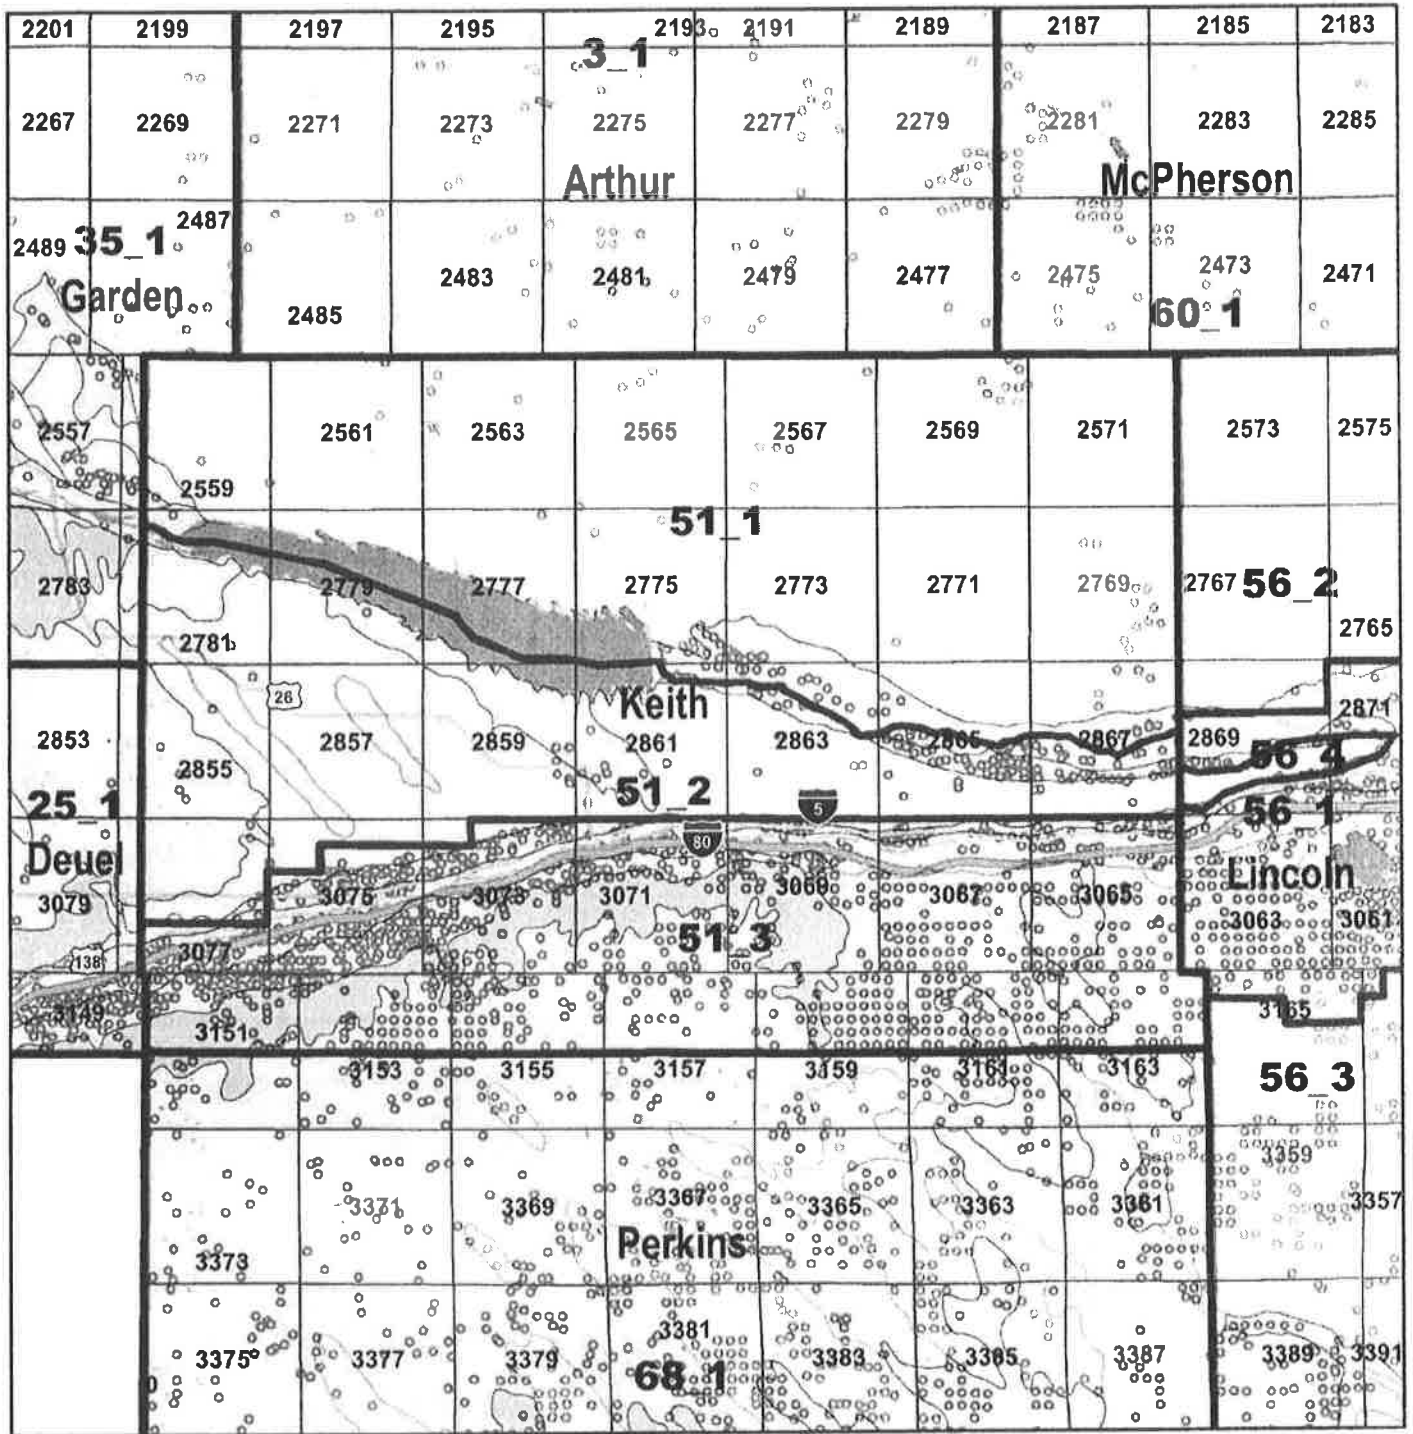 2201 2199 2197 2195 2193 2191 2189 2187 2185 2183
3_1
2267 2269 2271 2273 2275 2277 2279 2281 2283 2285
Arthur McPherson
2487
2489 35_1
2483 2481 2479 2477 2475 2473 2471
Garden 2485 60_1
2557 2561 2563 2565 2567 2569 2571 2573 2575
2559
51_1
2783 2779 2777 2775 2773 2771 2769 2767 56_2
2781 2765
26 Keith
2853 2857 2859 2861 2863 2865 2867 2869 2871
2855 56_4
25_1 51_2 5 56_1
80
Deuel Lincoln
3079 3075 3073 3071 3067 3065 3063 3061
138 3077 51_3
3149 3151 3165
3153 3155 3157 3159 3161 3163 56_3
3359
3371 3369 3367 3365 3363 3361 3357
3373 Perkins
3381
3375 3377 3379 3383 3385 3387 3389 3391
68_1